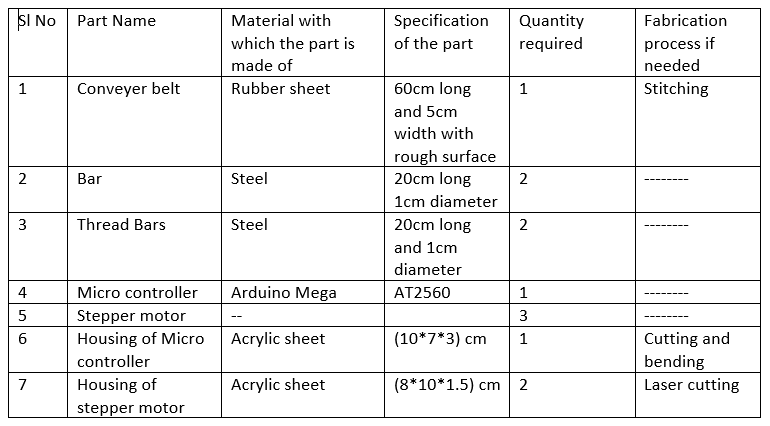 Sl No Part Name Material with which the part is made of Specification of the part Quantity required Fabrication process if needed
1 Conveyer belt Rubber sheet 60cm long and 5cm width with rough surface 1 Stitching
2 Bar Steel 20cm long 1cm diameter 2 --------
3 Thread Bars Steel 20cm long and 1cm diameter 2 --------
4 Micro controller Arduino Mega AT2560 1 --------
5 Stepper motor -- 3 --------
6 Housing of Micro controller Acrylic sheet (10*7*3) cm 1 Cutting and bending
7 Housing of stepper motor Acrylic sheet (8*10*1.5) cm 2 Laser cutting